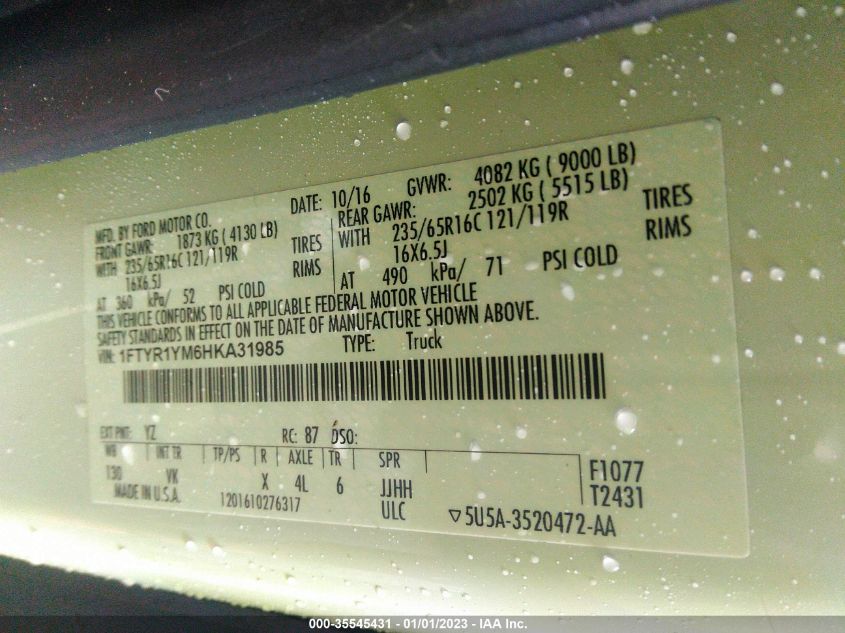 MFD. BY FORD MOTOR CO.
DATE: 10/16 GVWR: 4082 KG ( 9000 LB)
FRONT GAWR: 1873 KG ( 4130 LB)
WITH 235/65R16C 121/119R TIRES
16X6.5J RIMS
AT 360 kPa/ 52 PSI COLD
REAR GAWR: 2502 KG ( 5515 LB)
WITH 235/65R16C 121/119R TIRES
16X6.5J RIMS
AT 490 kPa/ 71 PSI COLD
THIS VEHICLE CONFORMS TO ALL APPLICABLE FEDERAL MOTOR VEHICLE
SAFETY STANDARDS IN EFFECT ON THE DATE OF MANUFACTURE SHOWN ABOVE.
VIN: 1FTYR1YM6HKA31985 TYPE: Truck
EXT PNT: YZ RC: 87 DSO:
WB INT TR TP/PS R AXLE TR SPR
130 VK X 4L 6 JJHH F1077
MADE IN U.S.A. 1201610276317 ULC T2431
▽5U5A-3520472-AA
000-35545431 - 01/01/2023 - IAA Inc.